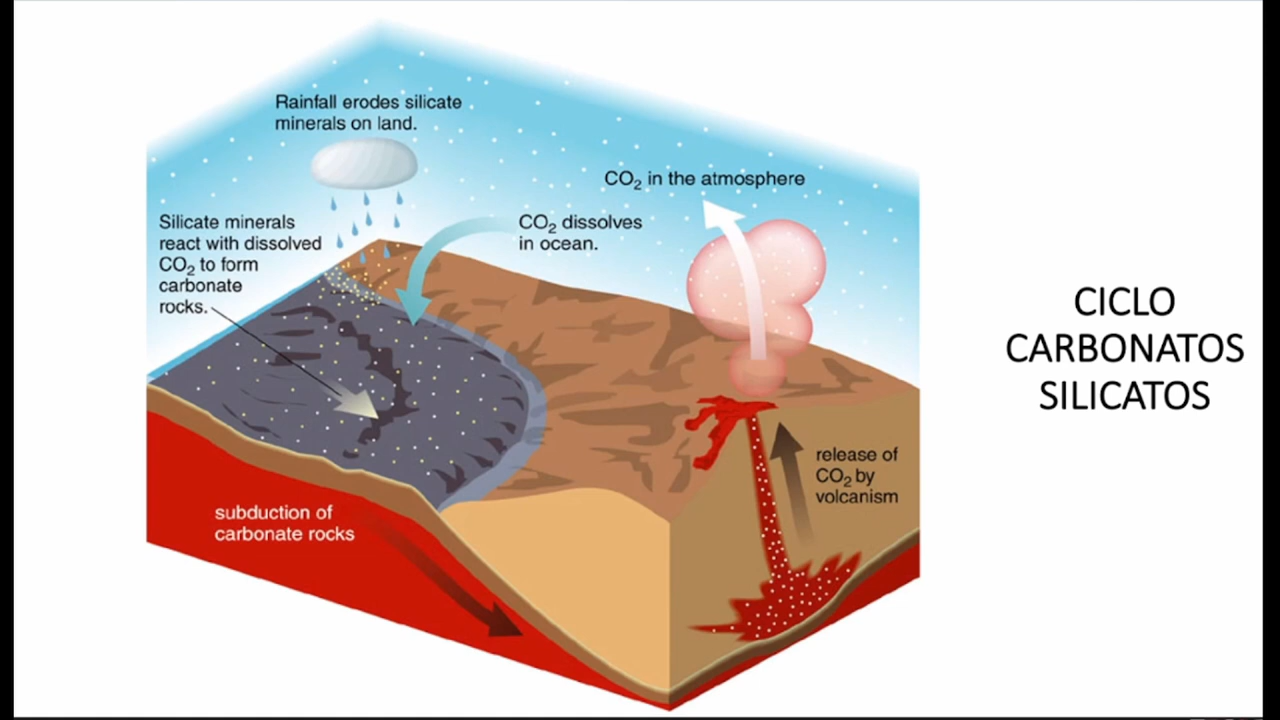 Rainfall erodes silicate
minerals on land.
CO₂ in the atmosphere
Silicate minerals
react with dissolved
CO₂ to form
carbonate
rocks.
CO₂ dissolves
in ocean.
CICLO
CARBONATOS
SILICATOS
release of
CO₂ by
volcanism
subduction of
carbonate rocks